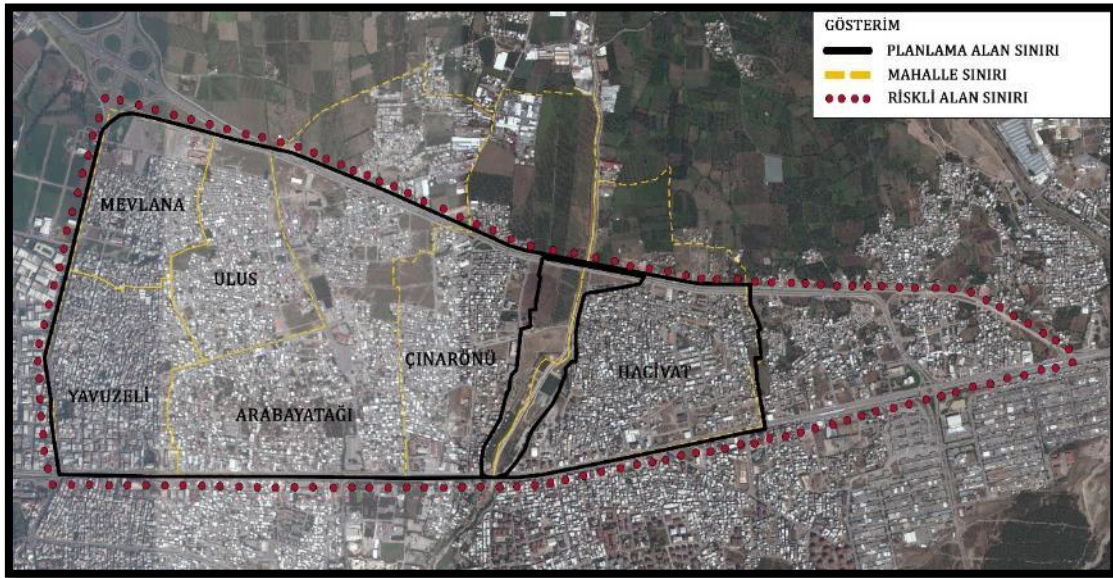 GÖSTERİM
PLANLAMA ALAN SINIRI
MAHALLE SINIRI
RİSKLİ ALAN SINIRI
MEVLANA
ULUS
ÇINARÖNÜ
HACİVAT
YAVUZELİ
ARABAYATAĞI